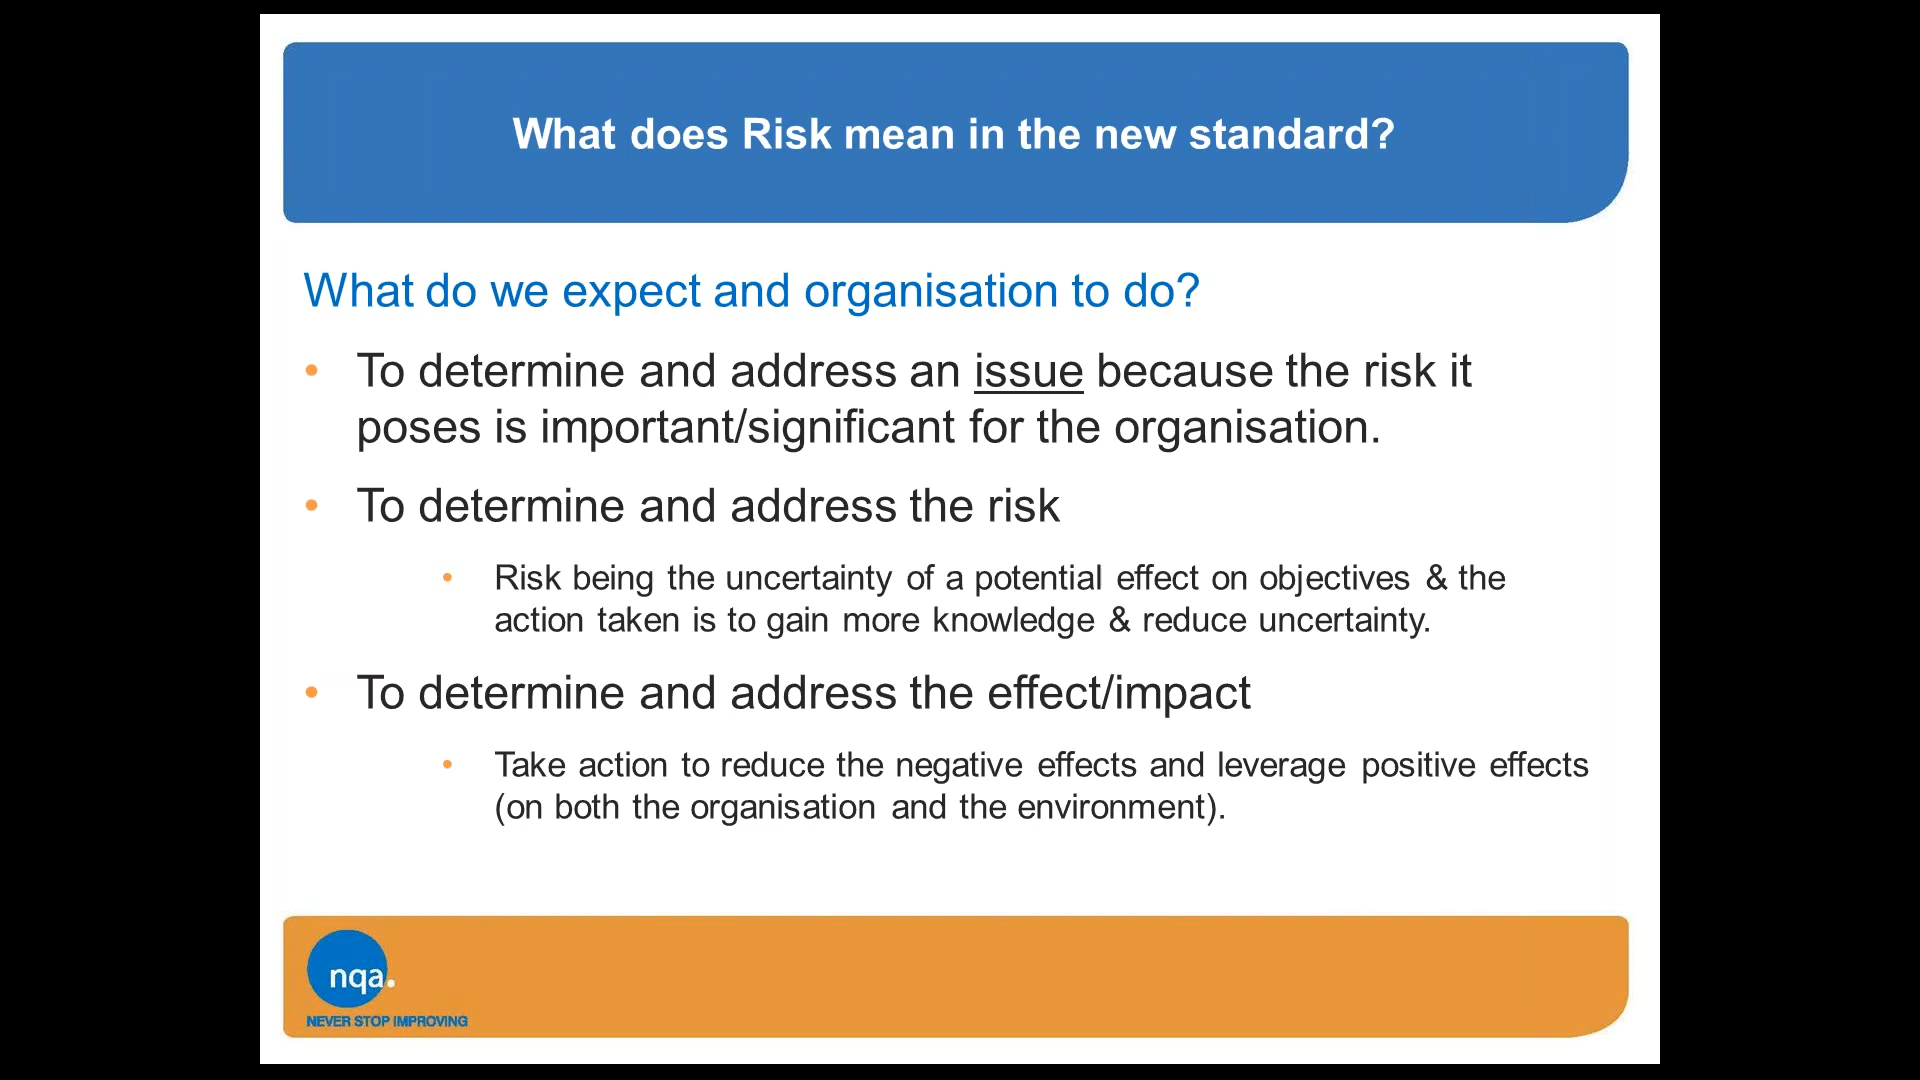 What does Risk mean in the new standard?
What do we expect and organisation to do?
• To determine and address an issue because the risk it
poses is important/significant for the organisation.
• To determine and address the risk
• Risk being the uncertainty of a potential effect on objectives & the
action taken is to gain more knowledge & reduce uncertainty.
• To determine and address the effect/impact
• Take action to reduce the negative effects and leverage positive effects
(on both the organisation and the environment).
nqa.
NEVER STOP IMPROVING